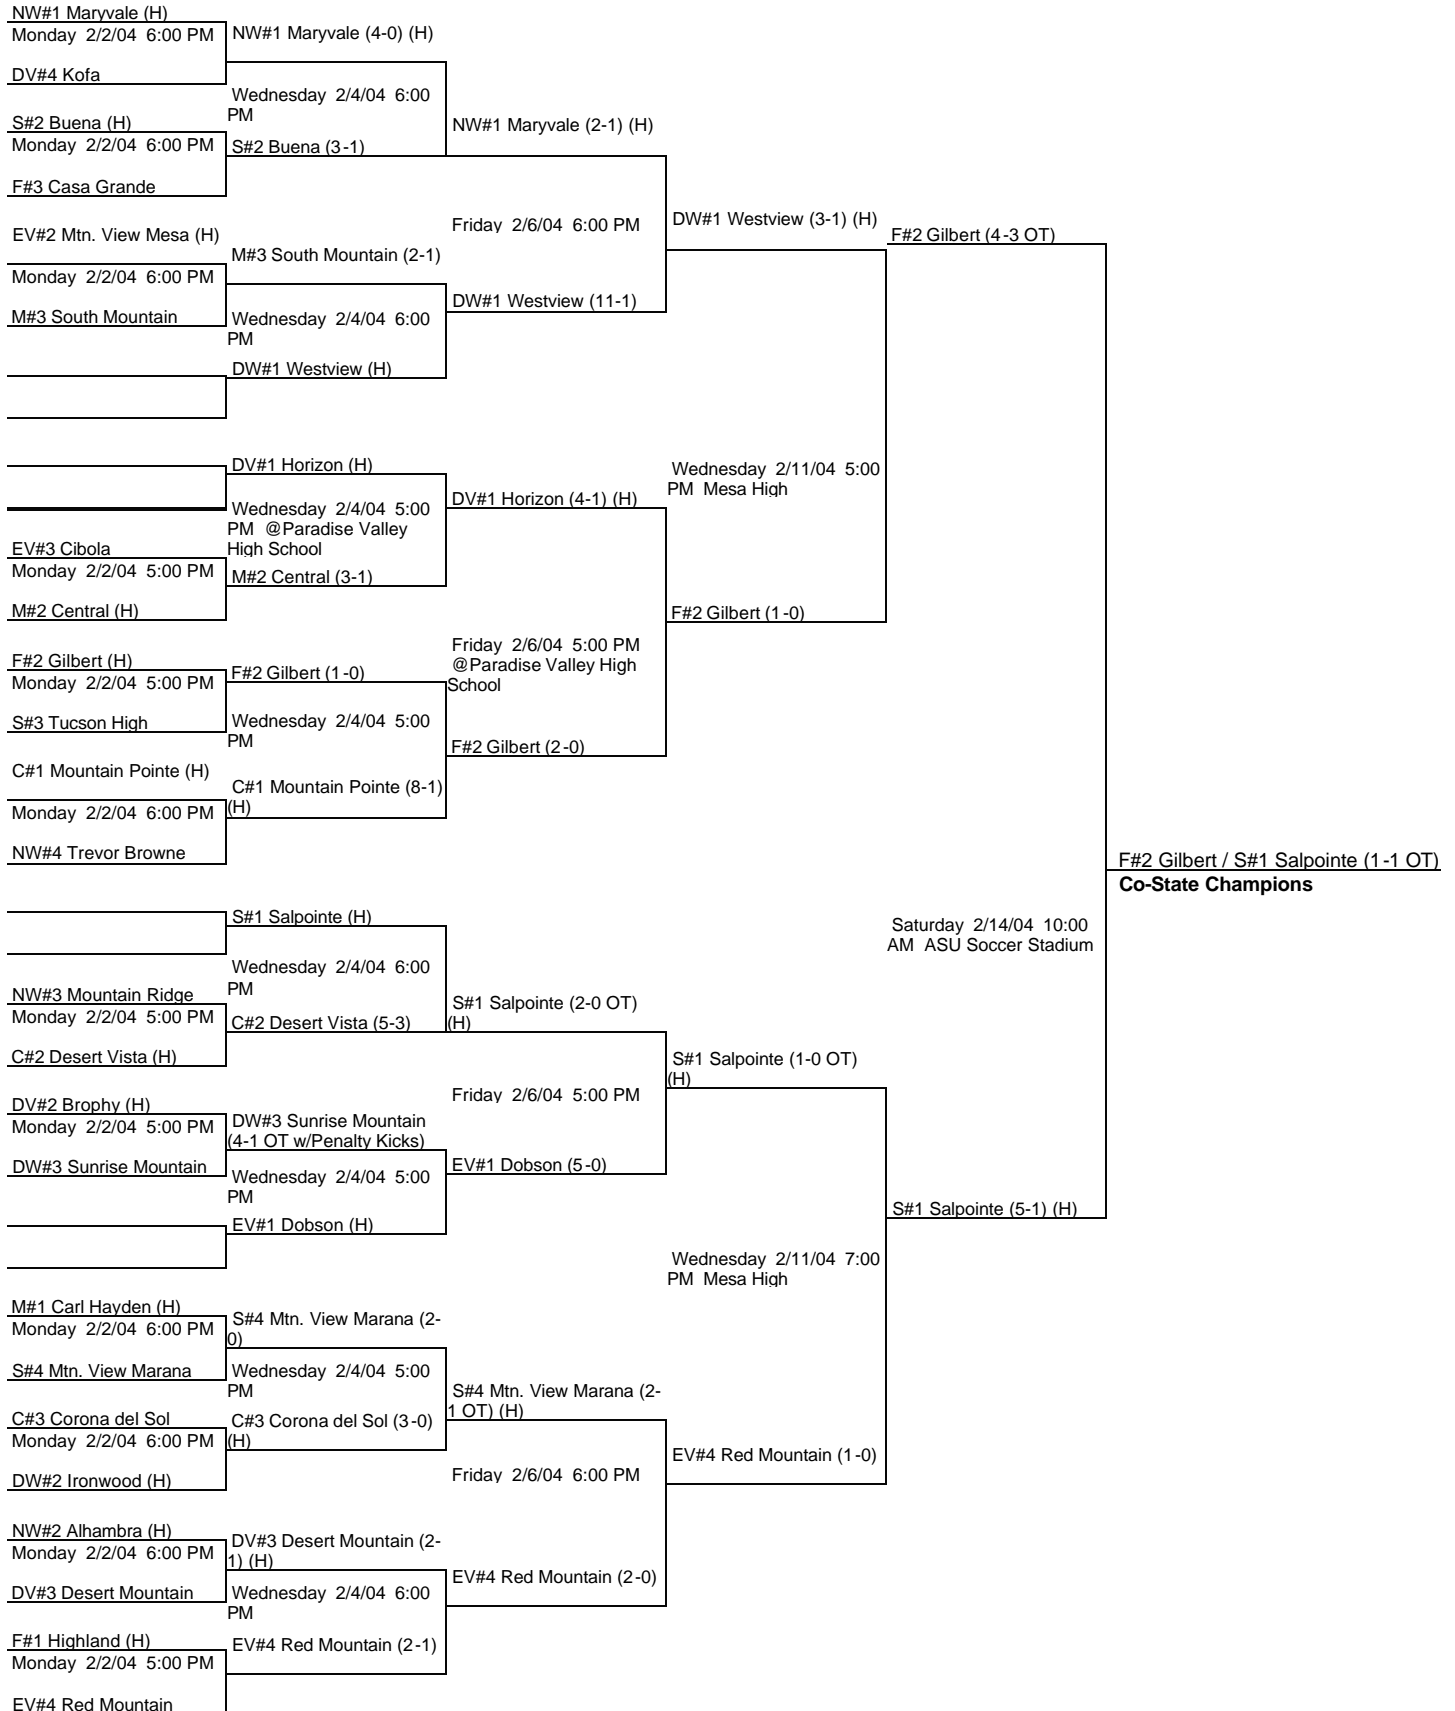 NW#1 Maryvale (H)
Monday 2/2/04 6:00 PM
DV#4 Kofa
S#2 Buena (H)
Monday 2/2/04 6:00 PM
F#3 Casa Grande
EV#2 Mtn. View Mesa (H)
Monday 2/2/04 6:00 PM
M#3 South Mountain
EV#3 Cibola
Monday 2/2/04 5:00 PM
M#2 Central (H)
F#2 Gilbert (H)
Monday 2/2/04 5:00 PM
S#3 Tucson High
C#1 Mountain Pointe (H)
Monday 2/2/04 6:00 PM
NW#4 Trevor Browne
NW#3 Mountain Ridge
Monday 2/2/04 5:00 PM
C#2 Desert Vista (H)
DV#2 Brophy (H)
Monday 2/2/04 5:00 PM
DW#3 Sunrise Mountain
M#1 Carl Hayden (H)
Monday 2/2/04 6:00 PM
S#4 Mtn. View Marana
C#3 Corona del Sol
Monday 2/2/04 6:00 PM
DW#2 Ironwood (H)
NW#2 Alhambra (H)
Monday 2/2/04 6:00 PM
DV#3 Desert Mountain
F#1 Highland (H)
Monday 2/2/04 5:00 PM
EV#4 Red Mountain
NW#1 Maryvale (4-0) (H)
Wednesday 2/4/04 6:00
PM
S#2 Buena (3-1)
M#3 South Mountain (2-1)
Wednesday 2/4/04 6:00
PM
DW#1 Westview (H)
DV#1 Horizon (H)
Wednesday 2/4/04 5:00
PM @Paradise Valley
High School
M#2 Central (3-1)
F#2 Gilbert (1-0)
Wednesday 2/4/04 5:00
PM
C#1 Mountain Pointe (8-1)
(H)
S#1 Salpointe (H)
Wednesday 2/4/04 6:00
PM
C#2 Desert Vista (5-3)
DW#3 Sunrise Mountain
(4-1 OT w/Penalty Kicks)
Wednesday 2/4/04 5:00
PM
EV#1 Dobson (H)
S#4 Mtn. View Marana (2-
0)
Wednesday 2/4/04 5:00
PM
C#3 Corona del Sol (3-0)
(H)
DV#3 Desert Mountain (2-
1) (H)
Wednesday 2/4/04 6:00
PM
EV#4 Red Mountain (2-1)
NW#1 Maryvale (2-1) (H)
Friday 2/6/04 6:00 PM
DW#1 Westview (11-1)
DV#1 Horizon (4-1) (H)
Friday 2/6/04 5:00 PM
@Paradise Valley High
School
F#2 Gilbert (2-0)
S#1 Salpointe (2-0 OT)
(H)
Friday 2/6/04 5:00 PM
EV#1 Dobson (5-0)
S#4 Mtn. View Marana (2-
1 OT) (H)
Friday 2/6/04 6:00 PM
EV#4 Red Mountain (2-0)
DW#1 Westview (3-1) (H)
Wednesday 2/11/04 5:00
PM Mesa High
F#2 Gilbert (1-0)
S#1 Salpointe (1-0 OT)
(H)
Wednesday 2/11/04 7:00
PM Mesa High
EV#4 Red Mountain (1-0)
F#2 Gilbert (4-3 OT)
Saturday 2/14/04 10:00
AM ASU Soccer Stadium
S#1 Salpointe (5-1) (H)
F#2 Gilbert / S#1 Salpointe (1-1 OT)
Co-State Champions